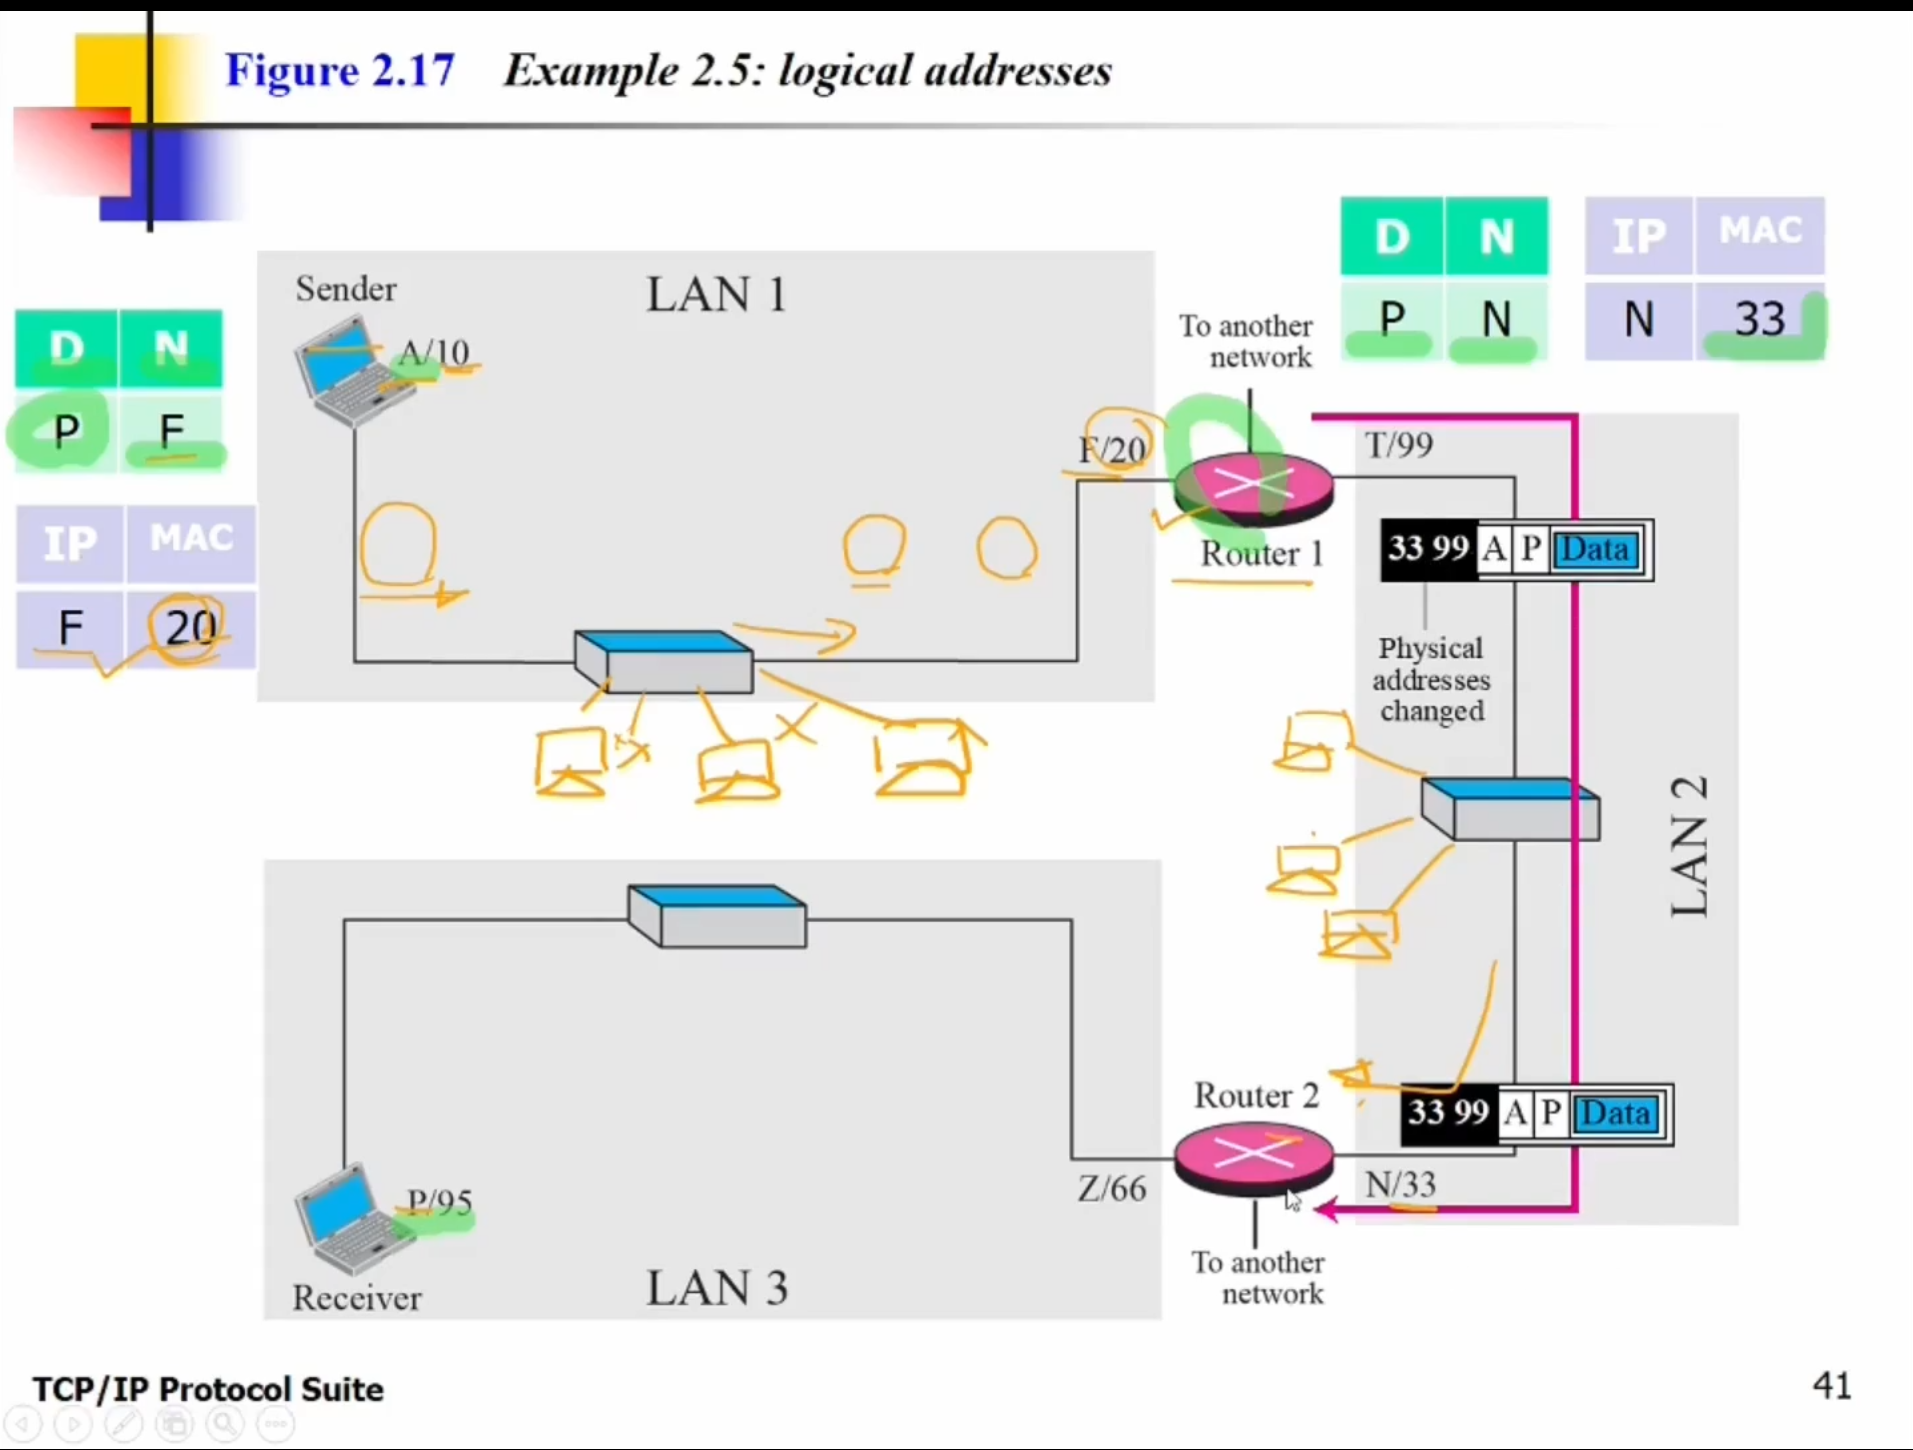 Figure 2.17 Example 2.5: logical addresses
D N
P N
IP MAC
N 33
Sender
LAN 1
A/10
To another
network
D N
P F
F/20
T/99
Router 1
33 99 A P Data
IP MAC
F 20
Physical
addresses
changed
LAN 2
Router 2
33 99 A P Data
Z/66
N/33
P/95
To another
network
Receiver
LAN 3
TCP/IP Protocol Suite
41